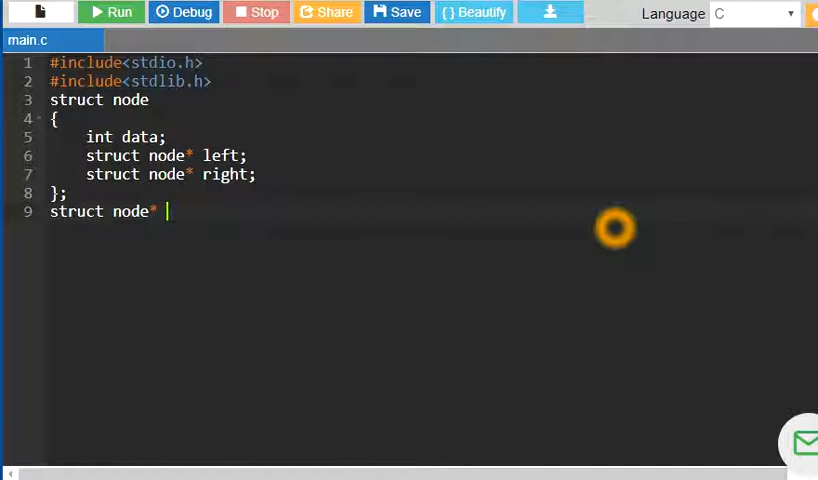 Run Debug Stop Share Save {} Beautify Language C
main.c
1 #include<stdio.h>
2 #include<stdlib.h>
3 struct node
4 {
5 int data;
6 struct node* left;
7 struct node* right;
8 };
9 struct node*